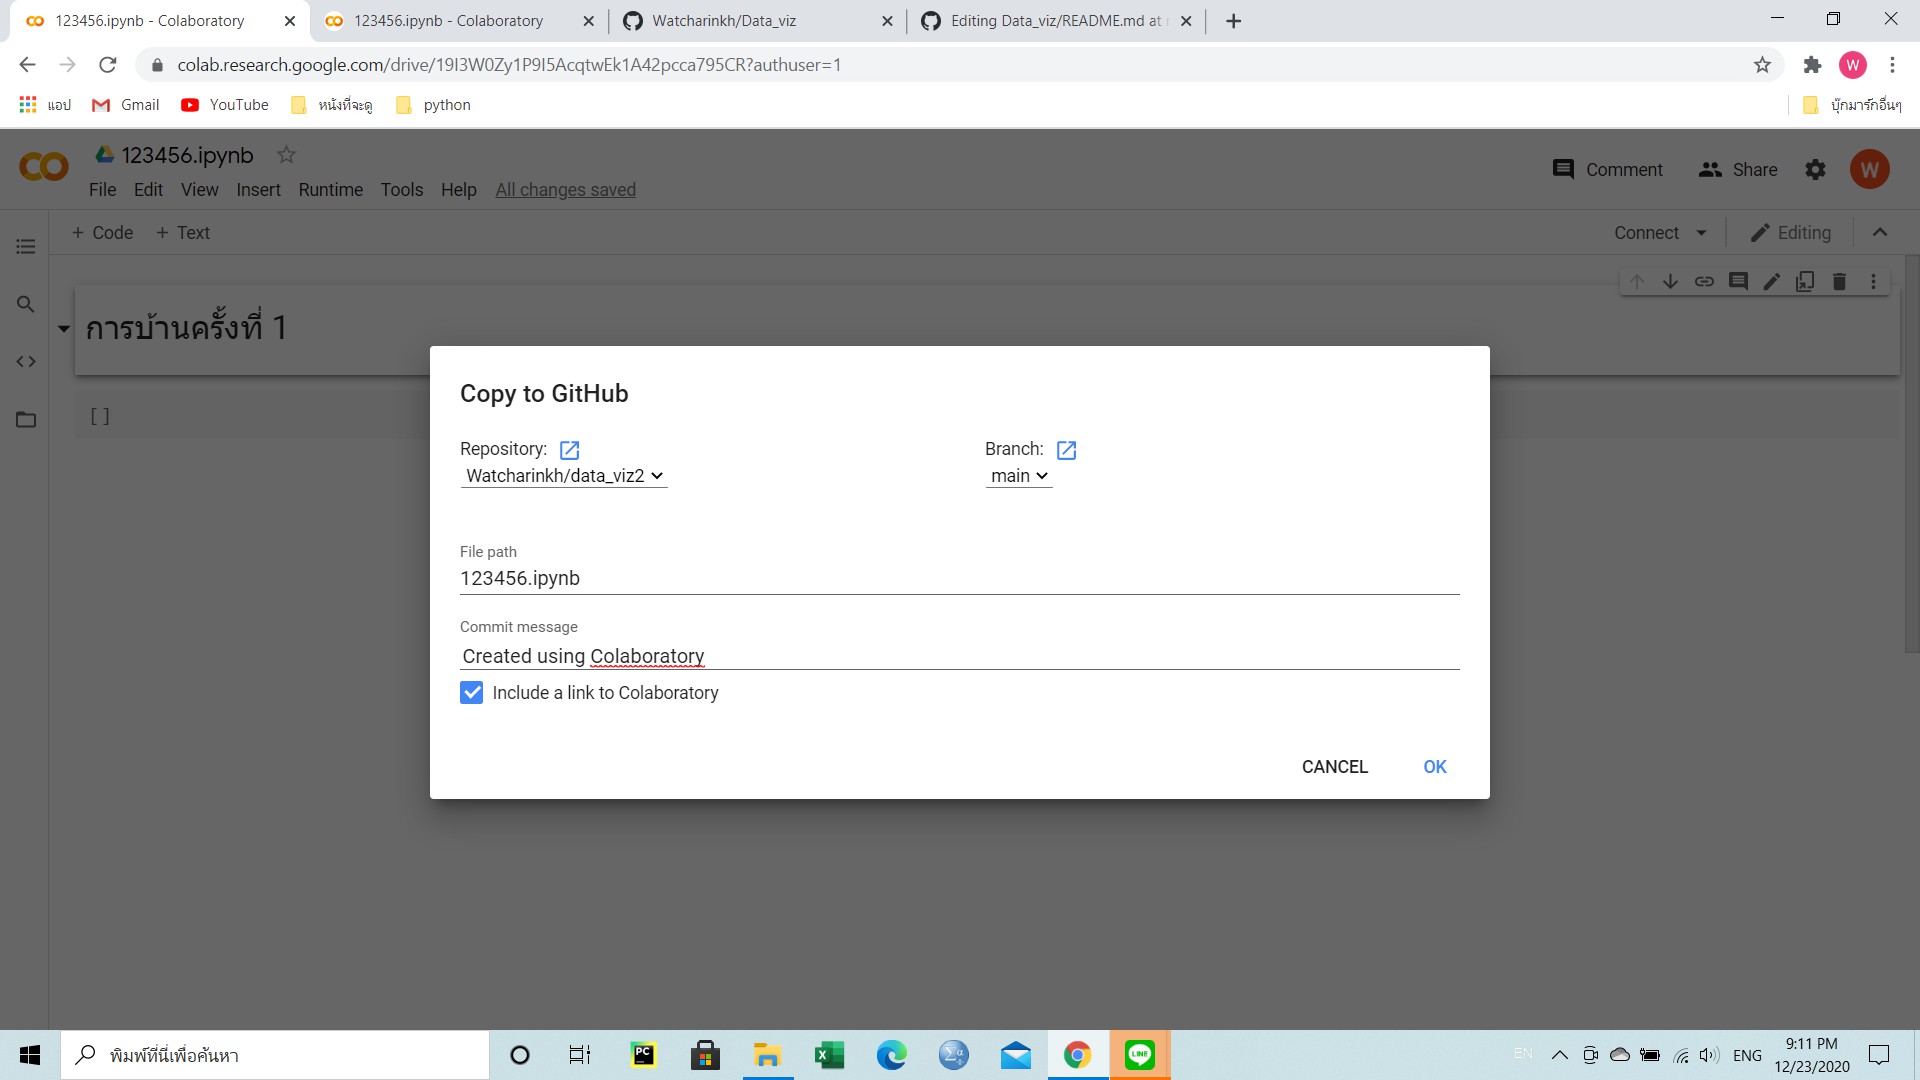 123456.ipynb - Colaboratory
123456.ipynb - Colaboratory
Watcharinkh/Data_viz
Editing Data_viz/README.md at
colab.research.google.com/drive/19I3W0Zy1P9I5AcqtwEk1A42pcca795CR?authuser=1
W
แอป Gmail YouTube หนังที่จะดู python บุ๊กมาร์กอื่นๆ
123456.ipynb
File Edit View Insert Runtime Tools Help All changes saved
Comment Share W
+ Code + Text Connect Editing
การบ้านครั้งที่ 1
[ ]
Copy to GitHub
Repository: Branch:
Watcharinkh/data_viz2 main
File path
123456.ipynb
Commit message
Created using Colaboratory
Include a link to Colaboratory
CANCEL OK
พิมพ์ที่นี่เพื่อค้นหา
PC
LINE
EN
ENG
9:11 PM
12/23/2020